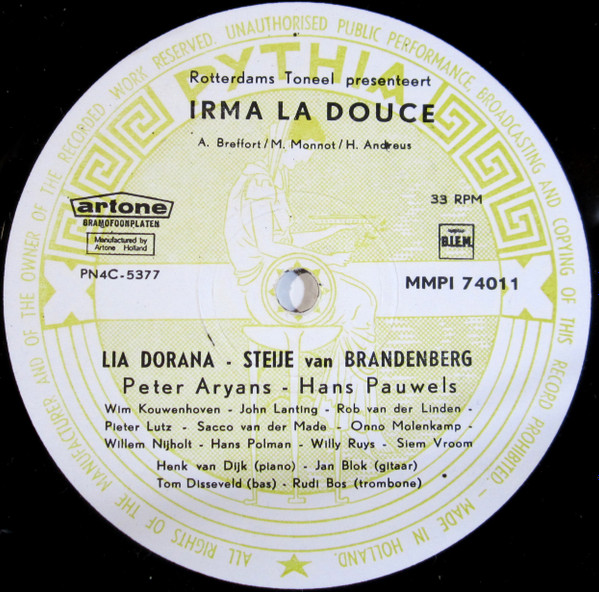 ALL RIGHTS OF THE MANUFACTURER AND OF THE OWNER OF THE RECORDED WORK RESERVED. UNAUTHORISED PUBLIC PERFORMANCE, BROADCASTING AND COPYING OF THIS RECORD PROHIBITED. - MADE IN HOLLAND.
PYTHIA
Rotterdams Toneel presenteert
IRMA LA DOUCE
A. Breffort/M. Monnot/H. Andreus
artone
GRAMOFOONPLATEN
Manufactured by
Artone Holland
33 RPM
B.I.E.M.
PN4C-5377
MMPI 74011
LIA DORANA - STEIJE van BRANDENBERG
Peter Aryans - Hans Pauwels
Wim Kouwenhoven - John Lanting - Rob van der Linden -
Pieter Lutz - Sacco van der Made - Onno Molenkamp -
Willem Nijholt - Hans Polman - Willy Ruys - Siem Vroom
Henk van Dijk (piano) - Jan Blok (gitaar)
Tom Disseveld (bas) - Rudi Bos (trombone)